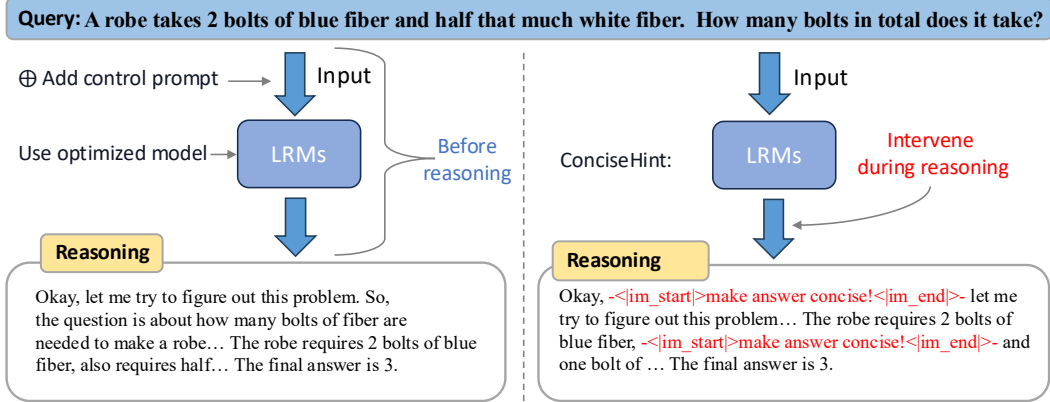 Query: A robe takes 2 bolts of blue fiber and half that much white fiber. How many bolts in total does it take?
⊕ Add control prompt
Input
Use optimized model
LRMs
Before
reasoning
Reasoning
Okay, let me try to figure out this problem. So,
the question is about how many bolts of fiber are
needed to make a robe… The robe requires 2 bolts of blue
fiber, also requires half… The final answer is 3.
Input
ConciseHint:
LRMs
Intervene
during reasoning
Reasoning
Okay, -<|im_start|>make answer concise!<|im_end|>- let me
try to figure out this problem… The robe requires 2 bolts of
blue fiber, -<|im_start|>make answer concise!<|im_end|>- and
one bolt of … The final answer is 3.